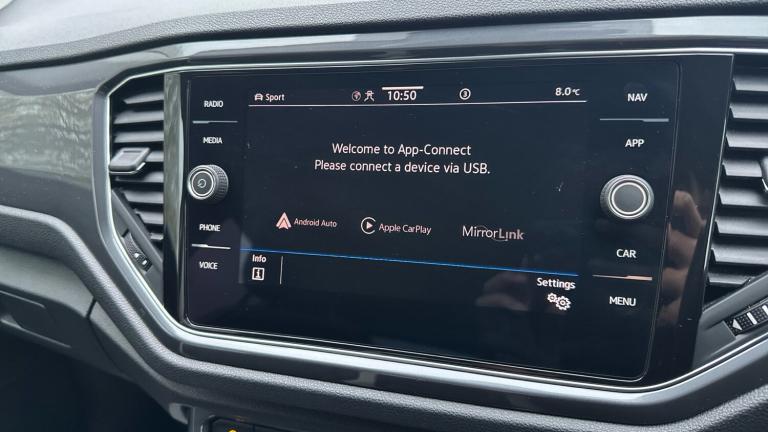 RADIO
MEDIA
PHONE
VOICE
Sport
10:50
3
8.0°C
Welcome to App-Connect
Please connect a device via USB.
Android Auto
Apple CarPlay
MirrorLink
Info
Settings
NAV
APP
CAR
MENU